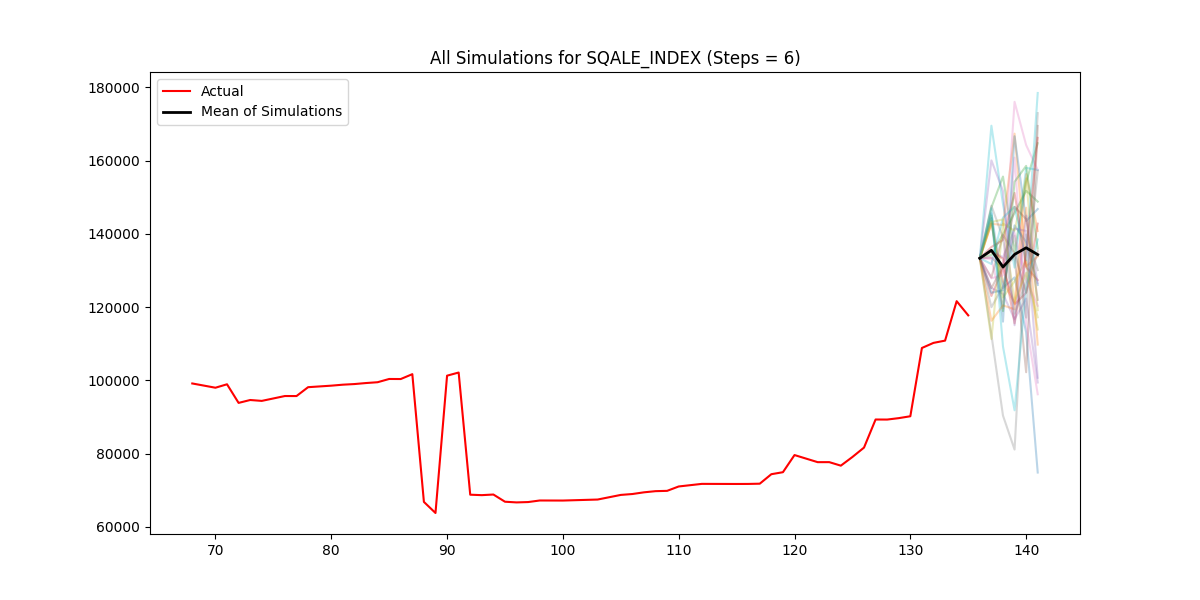 All Simulations for SQALE_INDEX (Steps = 6)
Actual
Mean of Simulations
180000
160000
140000
120000
100000
80000
60000
70 80 90 100 110 120 130 140